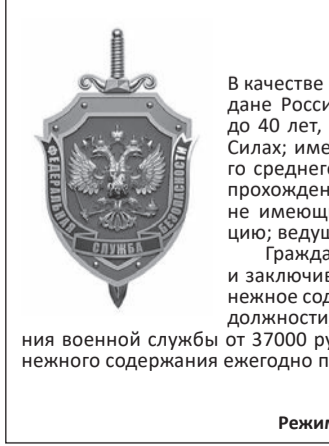 ФЕДЕРАЛЬНАЯ
СЛУЖБА
БЕЗОПАСНОСТИ
В качестве
дане Росси
до 40 лет,
Силах; име
го среднег
прохожден
не имеющ
цию; ведущ
Гражда
и заключив
нежное сод
должности
ния военной службы от 37000 ру
нежного содержания ежегодно п
Режим